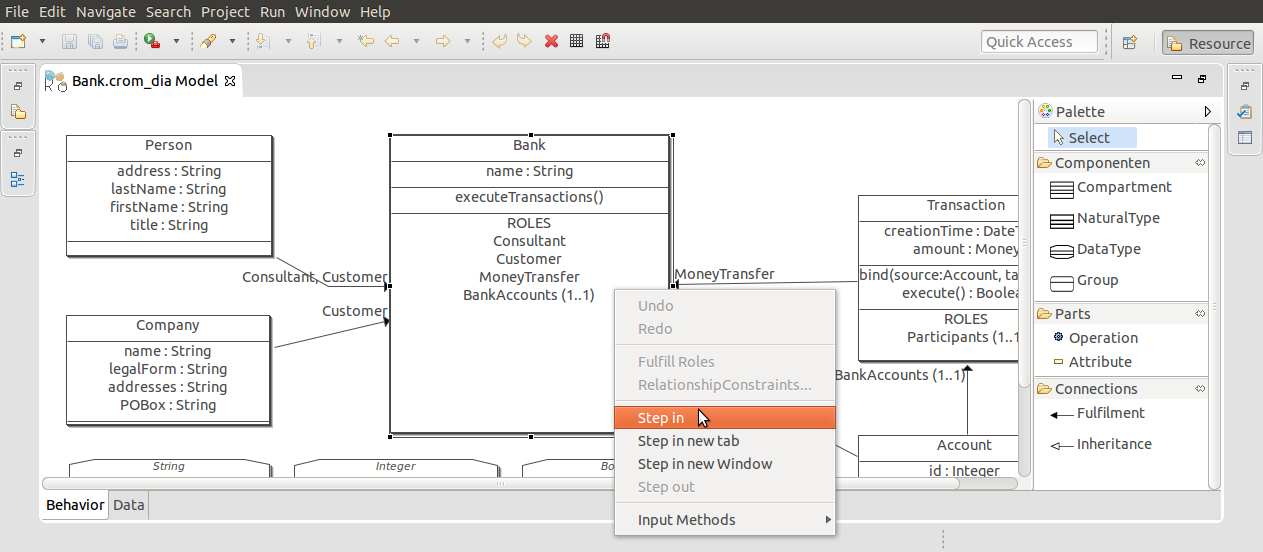 File Edit Navigate Search Project Run Window Help
Quick Access
Resource
Bank.crom_dia Model
Person
address : String
lastName : String
firstName : String
title : String
Company
name : String
legalForm : String
addresses : String
POBox : String
Consultant, Customer
Customer
Bank
name : String
executeTransactions()
ROLES
Consultant
Customer
MoneyTransfer
BankAccounts (1..1)
MoneyTransfer
Transaction
creationTime : DateT
amount : Money
bind(source:Account, ta
execute() : Boolea
ROLES
Participants (1..1)
BankAccounts (1..1)
Account
id : Integer
String
Integer
Bo
Undo
Redo
Fulfill Roles
RelationshipConstraints...
Step in
Step in new tab
Step in new Window
Step out
Input Methods
Palette
Select
Componenten
Compartment
NaturalType
DataType
Group
Parts
Operation
Attribute
Connections
Fulfilment
Inheritance
Behavior Data